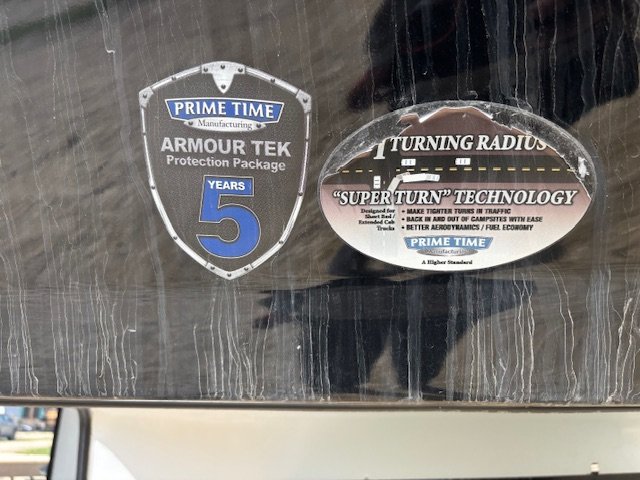 PRIME TIME
Manufacturing
ARMOUR TEK
Protection Package
YEARS
5
TURNING RADIUS
"SUPER TURN" TECHNOLOGY
Designed for
Short Bed /
Extended Cab
Trucks
• MAKE TIGHTER TURNS IN TRAFFIC
• BACK IN AND OUT OF CAMPSITES WITH EASE
• BETTER AERODYNAMICS / FUEL ECONOMY
PRIME TIME
Manufacturing
A Higher Standard